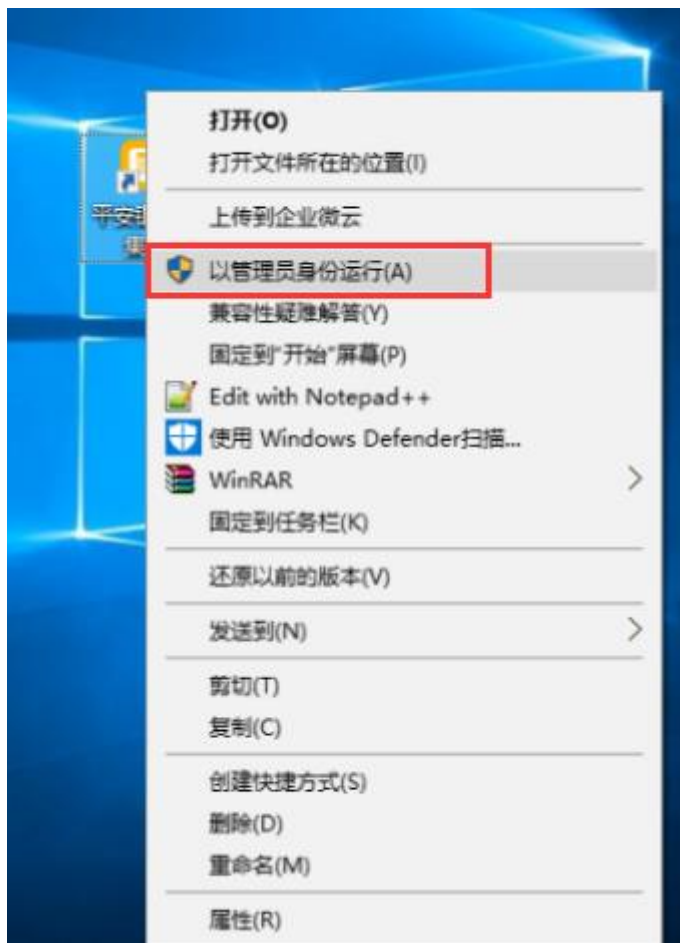 平安
打开(O)
打开文件所在的位置(I)
上传到企业微云
以管理员身份运行(A)
兼容性疑难解答(Y)
固定到"开始"屏幕(P)
Edit with Notepad++
使用 Windows Defender扫描...
WinRAR
固定到任务栏(K)
还原以前的版本(V)
发送到(N)
剪切(T)
复制(C)
创建快捷方式(S)
删除(D)
重命名(M)
属性(R)